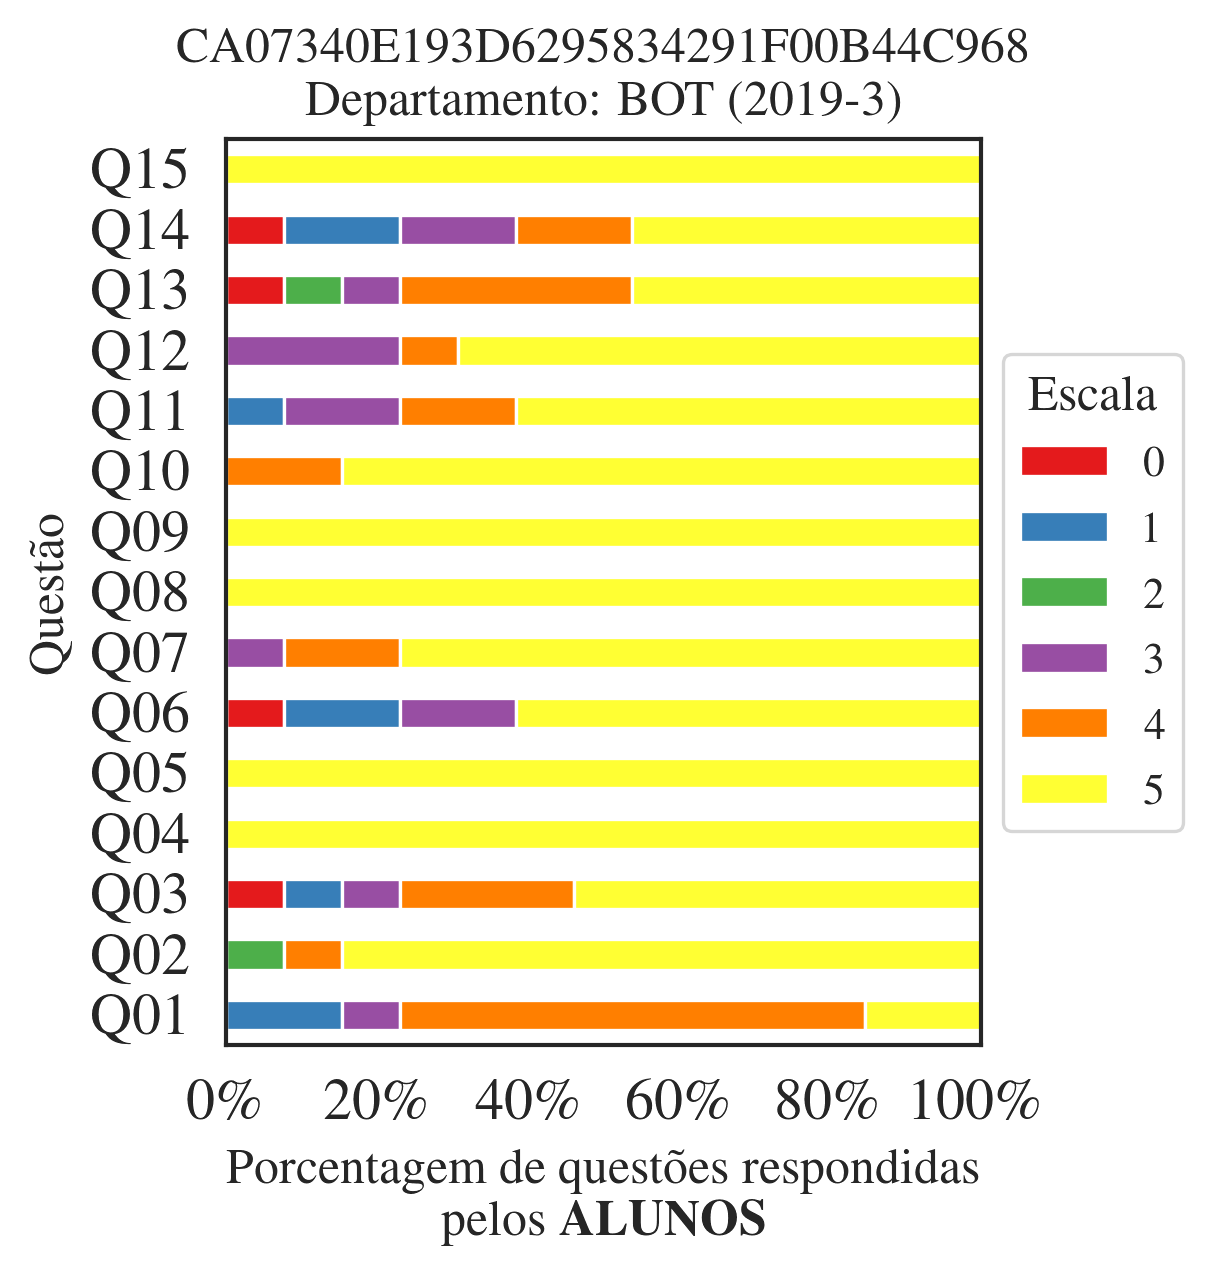 CA07340E193D6295834291F00B44C968
Departamento: BOT (2019-3)
Q15
Q14
Q13
Q12
Q11
Q10
Q09
Q08
Q07
Q06
Q05
Q04
Q03
Q02
Q01
Questão
0% 20% 40% 60% 80% 100%
Porcentagem de questões respondidas
pelos ALUNOS
Escala
0
1
2
3
4
5